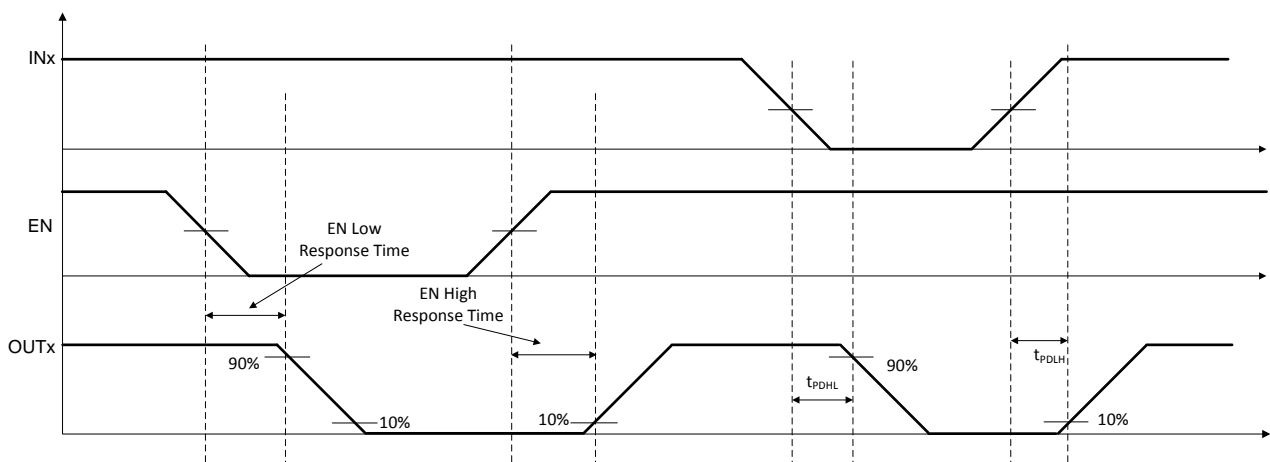 INx
EN
EN Low
Response Time
EN High
Response Time
OUTx
90%
10%
10%
tPDHL
90%
tPDLH
10%